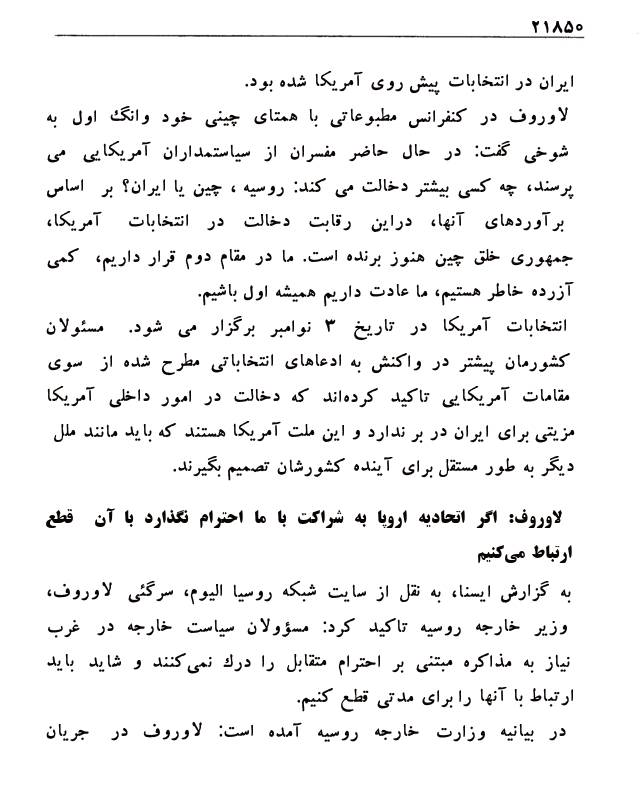 ۲۱۸۵۰
ایران در انتخابات پیش روی آمریکا شده بود.
لاوروف در کنفرانس مطبوعاتی با همتای چینی خود وانگ اول به
شوخی گفت: در حال حاضر مفسران از سیاستمداران آمریکایی می
پرسند، چه کسی بیشتر دخالت می کند: روسیه ، چین یا ایران؟ بر اساس
برآوردهای آنها، دراین رقابت دخالت در انتخابات آمریکا،
جمهوری خلق چین هنوز برنده است. ما در مقام دوم قرار داریم، کمی
آزرده خاطر هستیم، ما عادت داریم همیشه اول باشیم.
انتخابات آمریکا در تاریخ ۳ نوامبر برگزار می شود. مسئولان
کشورمان پیشتر در واکنش به ادعاهای انتخاباتی مطرح شده از سوی
مقامات آمریکایی تاکید کرده‌اند که دخالت در امور داخلی آمریکا
مزیتی برای ایران در بر ندارد و این ملت آمریکا هستند که باید مانند ملل
دیگر به طور مستقل برای آینده کشورشان تصمیم بگیرند.
لاوروف: اگر اتحادیه اروپا به شراکت با ما احترام نگذارد با آن قطع
ارتباط می‌کنیم
به گزارش ایسنا، به نقل از سایت شبکه روسیا الیوم، سرگئی لاوروف،
وزیر خارجه روسیه تاکید کرد: مسؤولان سیاست خارجه در غرب
نیاز به مذاکره مبتنی بر احترام متقابل را درك نمی‌کنند و شاید باید
ارتباط با آنها را برای مدتی قطع کنیم.
در بیانیه وزارت خارجه روسیه آمده است: لاوروف در جریان